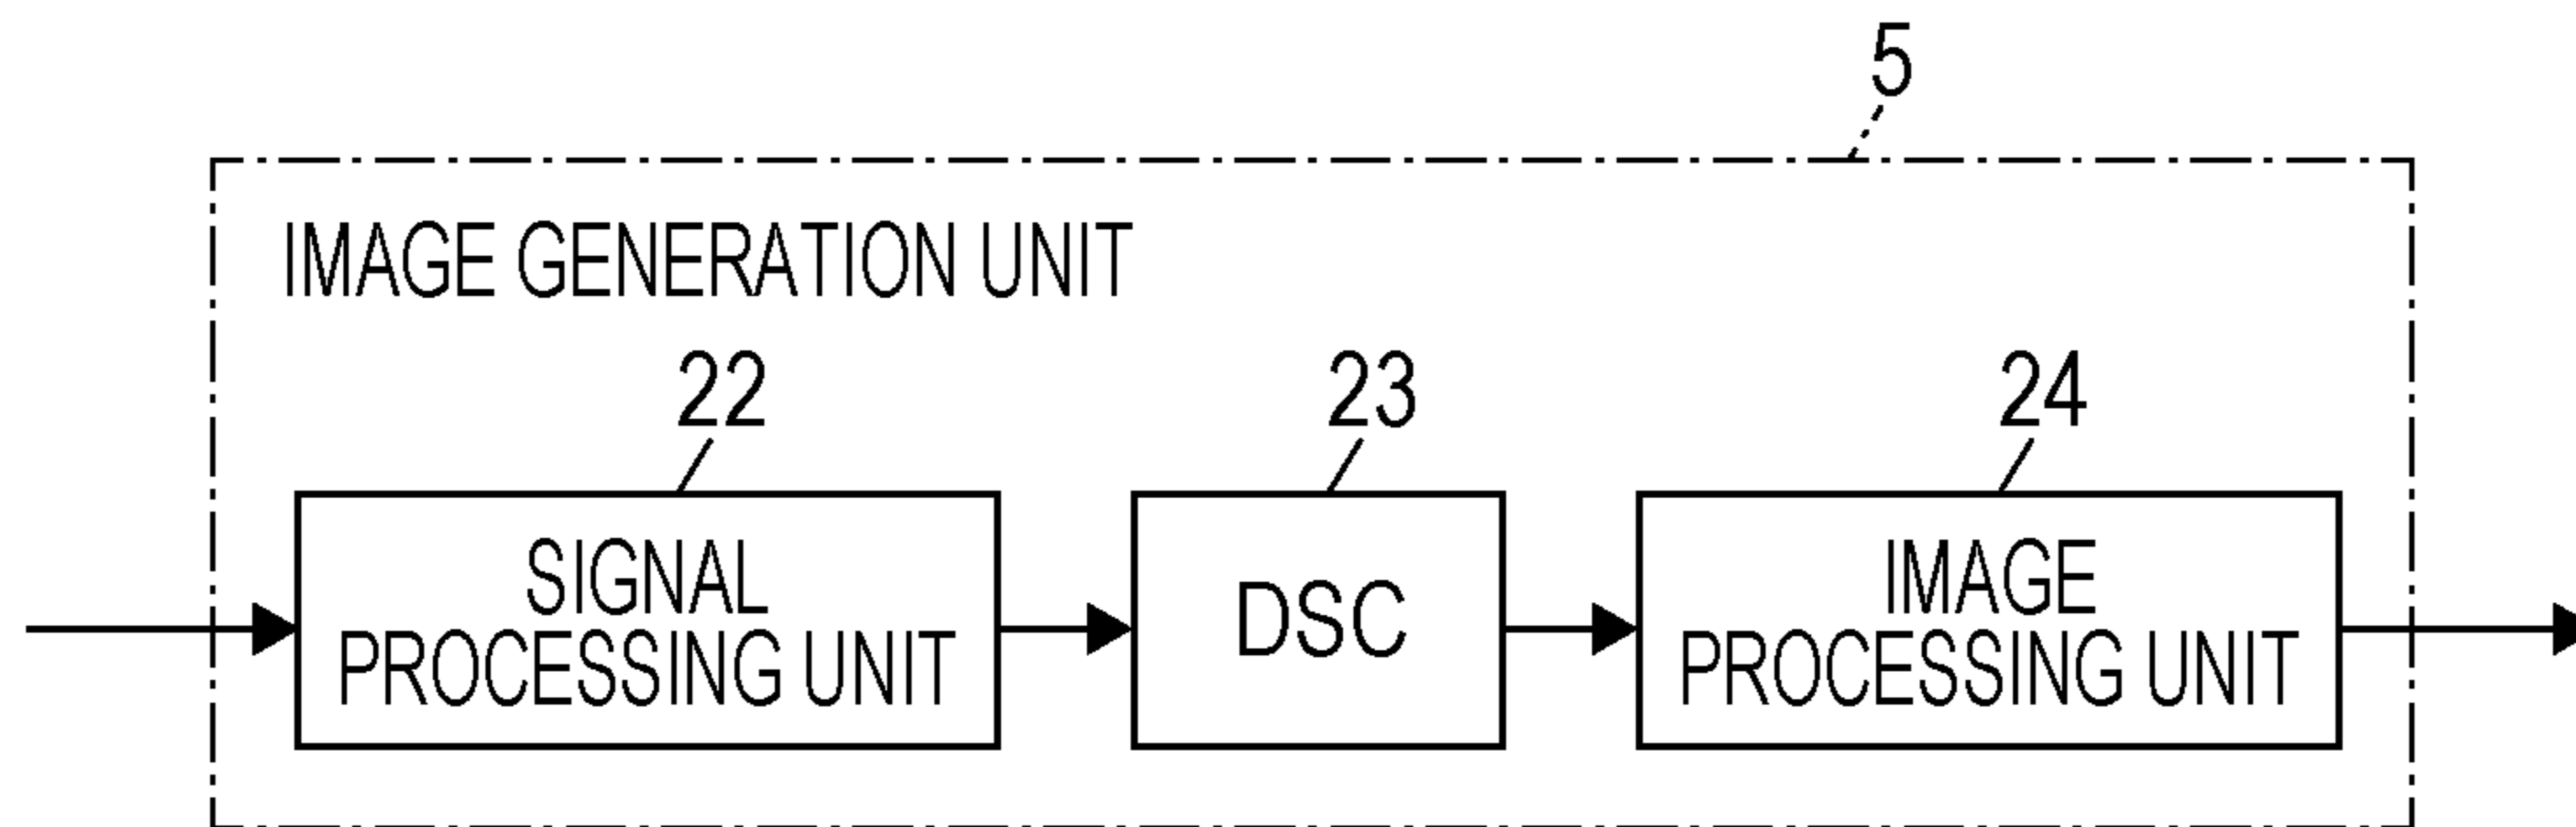 5
IMAGE GENERATION UNIT
22
23
24
SIGNAL
PROCESSING UNIT
DSC
IMAGE
PROCESSING UNIT